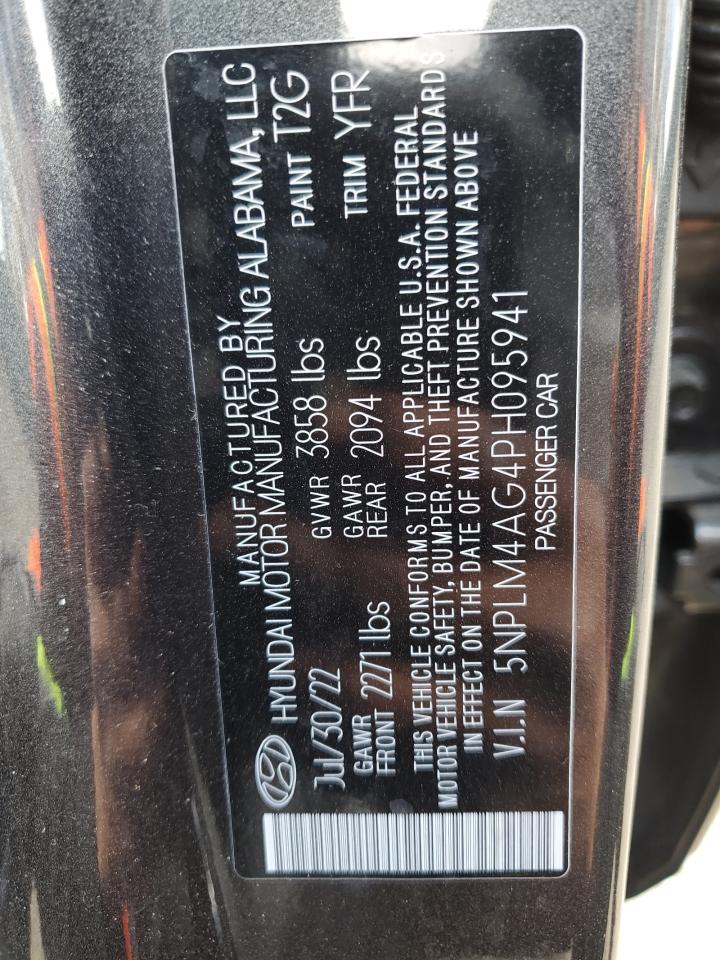 MANUFACTURED BY
HYUNDAI MOTOR MANUFACTURING ALABAMA, LLC
Jul/30/22 GVWR 3858 lbs PAINT T2G
GAWR FRONT 2271 lbs GAWR REAR 2094 lbs TRIM YFR
THIS VEHICLE CONFORMS TO ALL APPLICABLE U.S.A. FEDERAL
MOTOR VEHICLE SAFETY, BUMPER, AND THEFT PREVENTION STANDARDS
IN EFFECT ON THE DATE OF MANUFACTURE SHOWN ABOVE
V.I.N 5NPLM4AG4PH095941
PASSENGER CAR